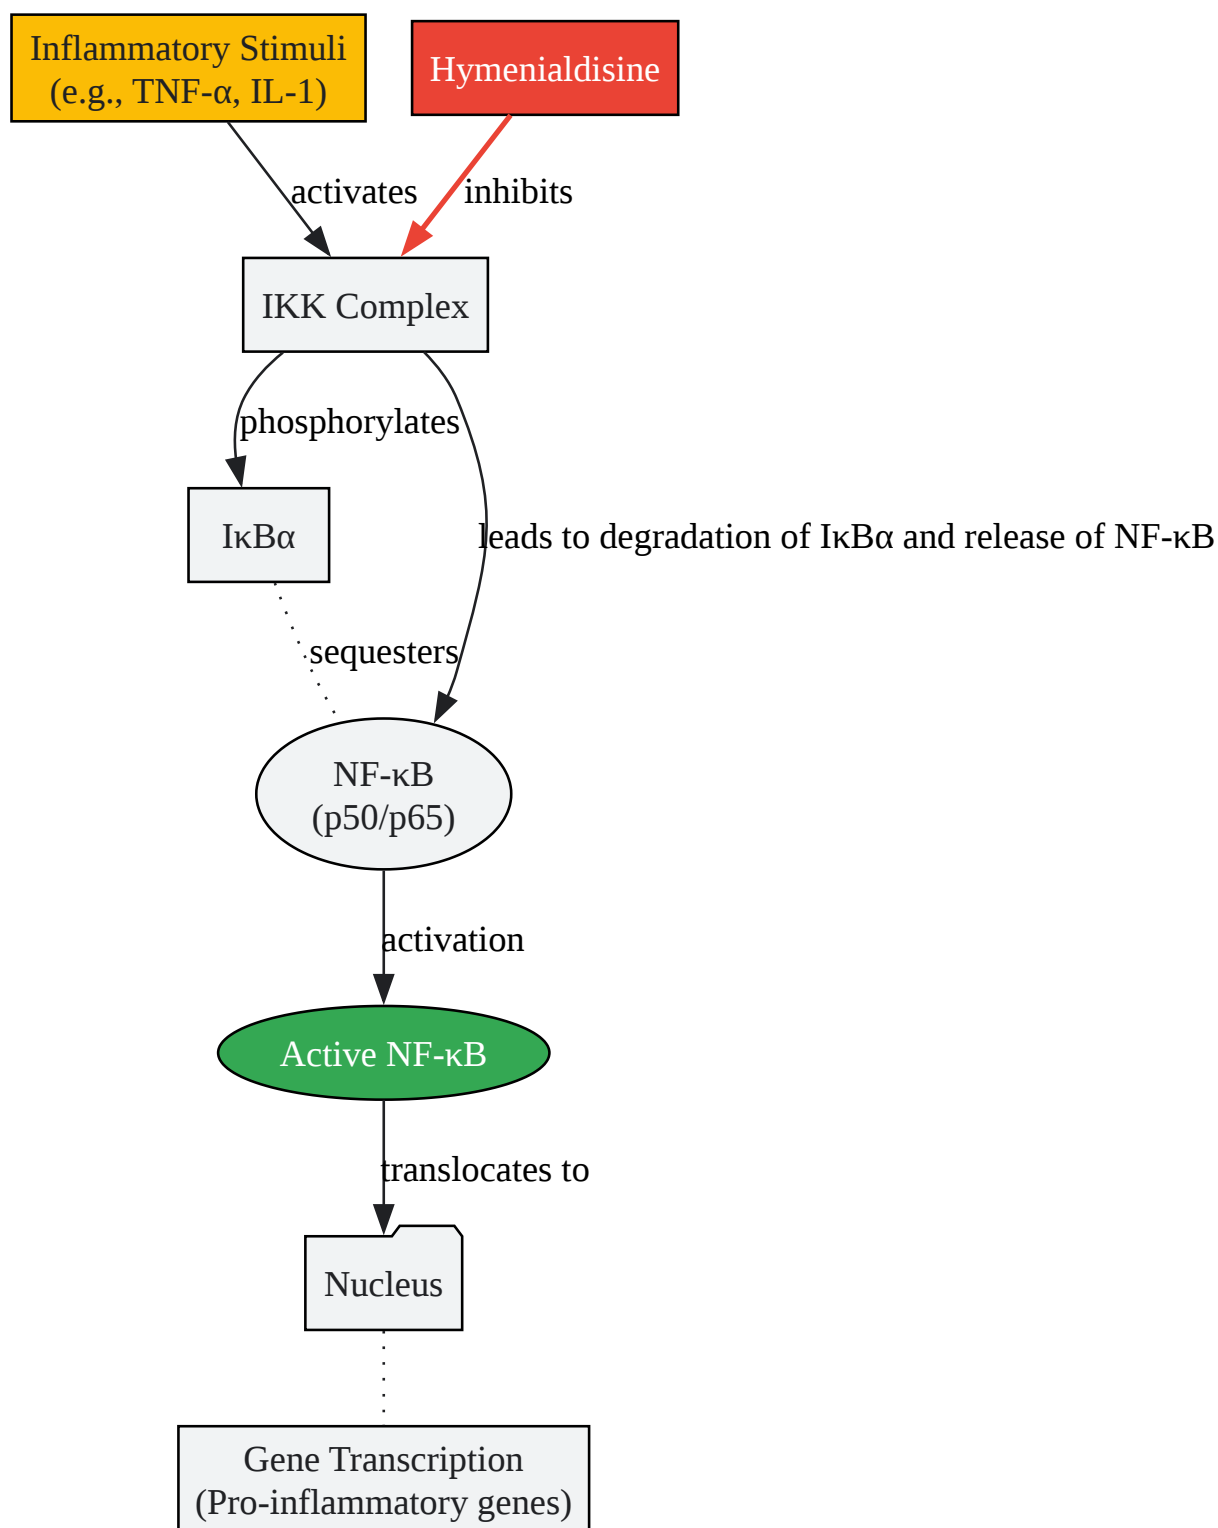 Inflammatory Stimuli
(e.g., TNF-α, IL-1)
Hymenialdisine
activates
inhibits
IKK Complex
phosphorylates
IκBα
leads to degradation of IκBα and release of NF-κB
sequesters
NF-κB
(p50/p65)
activation
Active NF-κB
translocates to
Nucleus
Gene Transcription
(Pro-inflammatory genes)